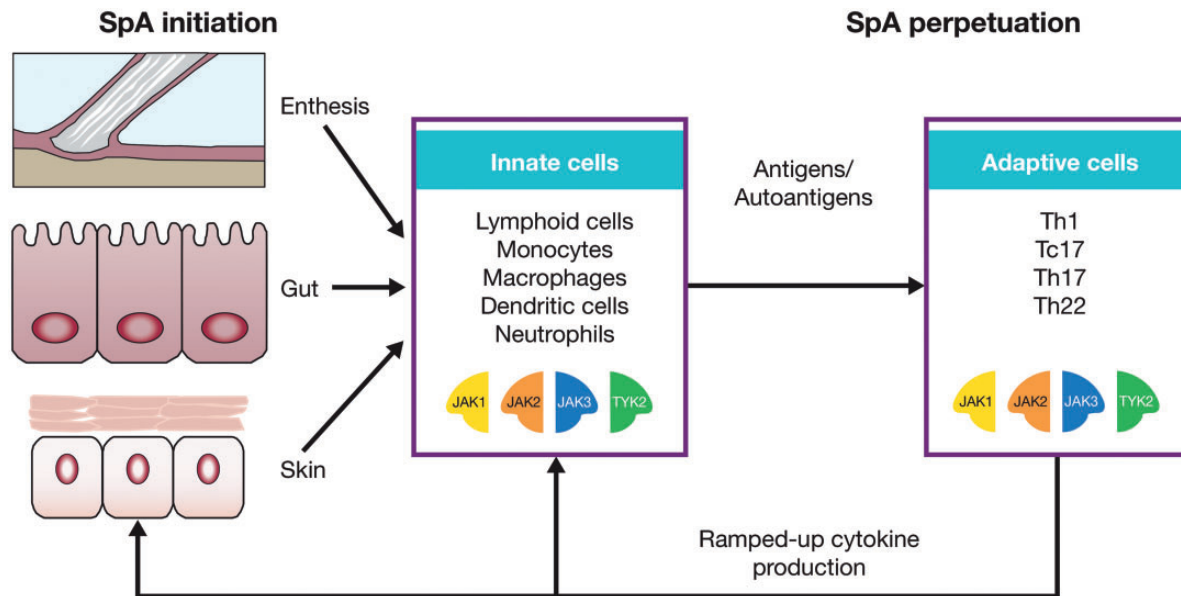 SpA initiation
SpA perpetuation
Enthesis
Gut
Skin
Innate cells
Lymphoid cells
Monocytes
Macrophages
Dendritic cells
Neutrophils
JAK1
JAK2
JAK3
TYK2
Antigens/
Autoantigens
Adaptive cells
Th1
Tc17
Th17
Th22
JAK1
JAK2
JAK3
TYK2
Ramped-up cytokine
production